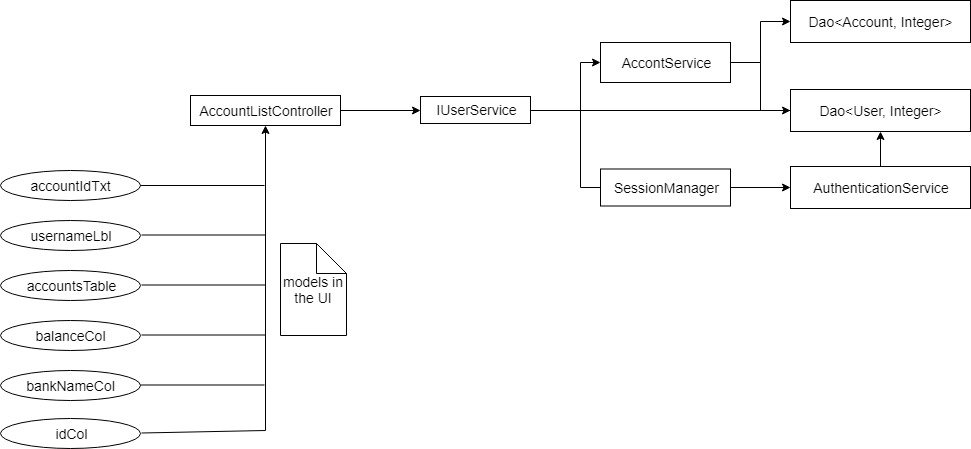 Dao<Account, Integer>
AccontService
AccountListController
IUserService
Dao<User, Integer>
SessionManager
AuthenticationService
accountIdTxt
usernameLbl
accountsTable
balanceCol
bankNameCol
idCol
models in
the UI